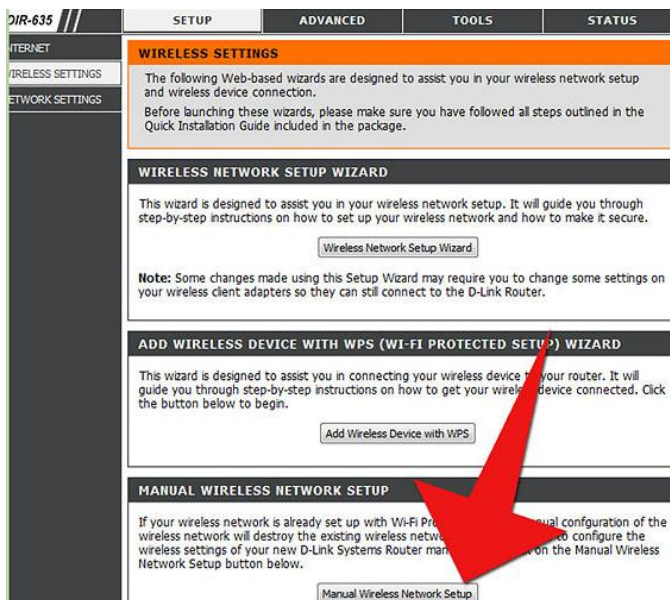 DIR-635
SETUP
ADVANCED
TOOLS
STATUS
NTERNET
WIRELESS SETTINGS
ETWORK SETTINGS
WIRELESS SETTINGS
The following Web-based wizards are designed to assist you in your wireless network setup
and wireless device connection.
Before launching these wizards, please make sure you have followed all steps outlined in the
Quick Installation Guide included in the package.
WIRELESS NETWORK SETUP WIZARD
This wizard is designed to assist you in your wireless network setup. It will guide you through
step-by-step instructions on how to set up your wireless network and how to make it secure.
Wireless Network Setup Wizard
Note: Some changes made using this Setup Wizard may require you to change some settings on
your wireless client adapters so they can still connect to the D-Link Router.
ADD WIRELESS DEVICE WITH WPS (WI-FI PROTECTED SETUP) WIZARD
This wizard is designed to assist you in connecting your wireless device to your router. It will
guide you through step-by-step instructions on how to get your wireless device connected. Click
the button below to begin.
Add Wireless Device with WPS
MANUAL WIRELESS NETWORK SETUP
If your wireless network is already set up with Wi-Fi confguration of the
wireless network will destroy the existing wireless to configure the
wireless settings of your new D-Link Systems Router on the Manual Wireless
Network Setup button below.
Manual Wireless Network Setup